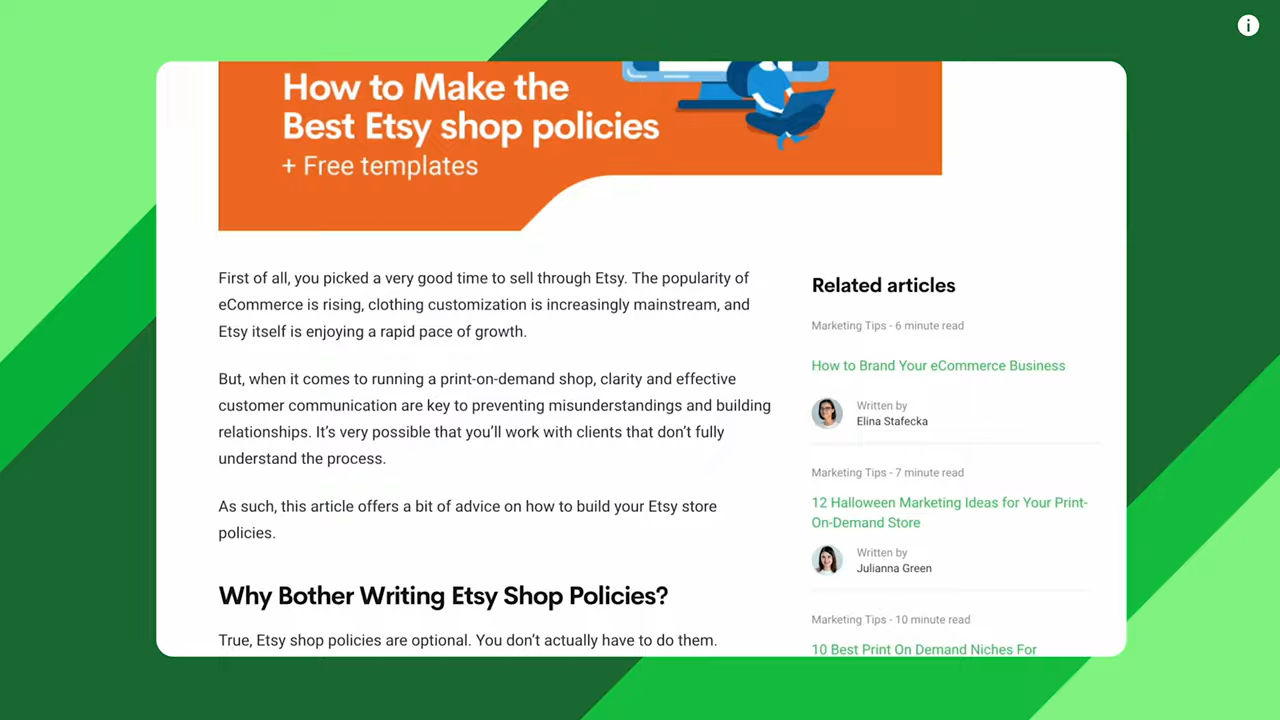 How to Make the
Best Etsy shop policies
+ Free templates
First of all, you picked a very good time to sell through Etsy. The popularity of
eCommerce is rising, clothing customization is increasingly mainstream, and
Etsy itself is enjoying a rapid pace of growth.
But, when it comes to running a print-on-demand shop, clarity and effective
customer communication are key to preventing misunderstandings and building
relationships. It’s very possible that you’ll work with clients that don’t fully
understand the process.
As such, this article offers a bit of advice on how to build your Etsy store
policies.
Why Bother Writing Etsy Shop Policies?
True, Etsy shop policies are optional. You don’t actually have to do them.
Related articles
Marketing Tips - 6 minute read
How to Brand Your eCommerce Business
Written by
Elina Stafecka
Marketing Tips - 7 minute read
12 Halloween Marketing Ideas for Your Print-
On-Demand Store
Written by
Julianna Green
Marketing Tips - 10 minute read
10 Best Print On Demand Niches For